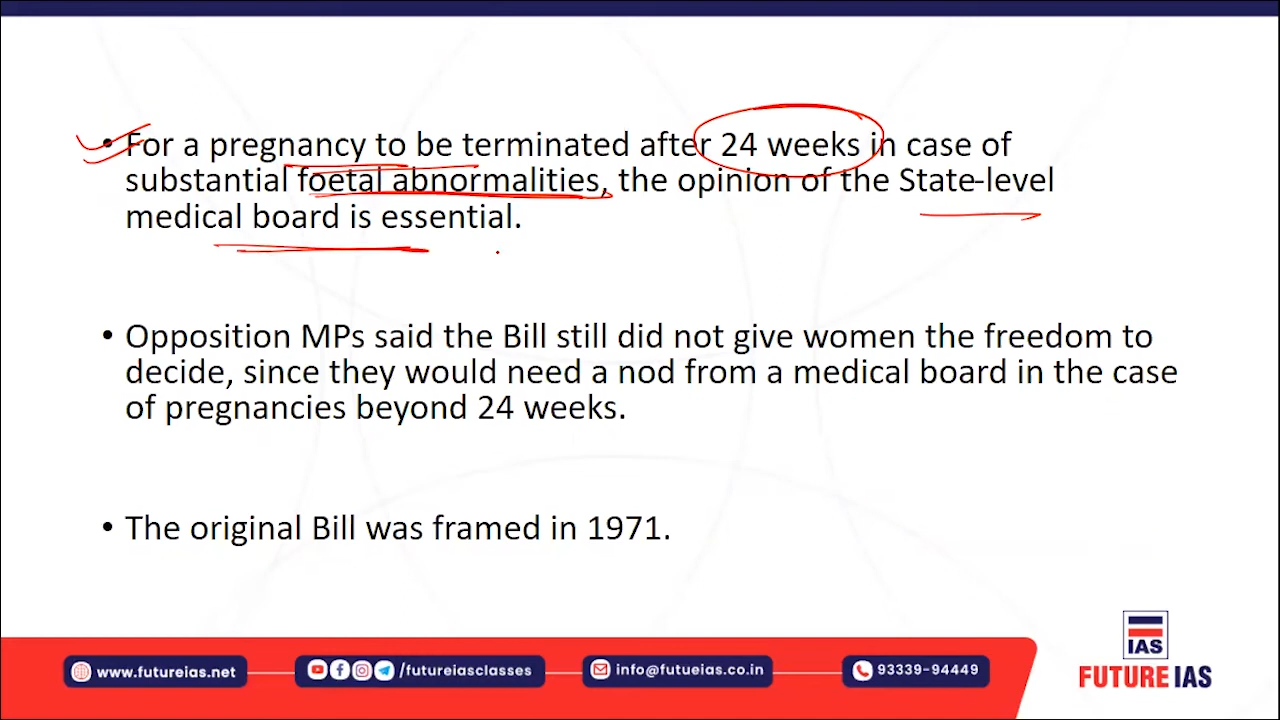 • For a pregnancy to be terminated after 24 weeks in case of
substantial foetal abnormalities, the opinion of the State-level
medical board is essential.
• Opposition MPs said the Bill still did not give women the freedom to
decide, since they would need a nod from a medical board in the case
of pregnancies beyond 24 weeks.
• The original Bill was framed in 1971.
IAS
FUTURE IAS
www.futureias.net
/futureiasclasses
info@futueias.co.in
93339-94449